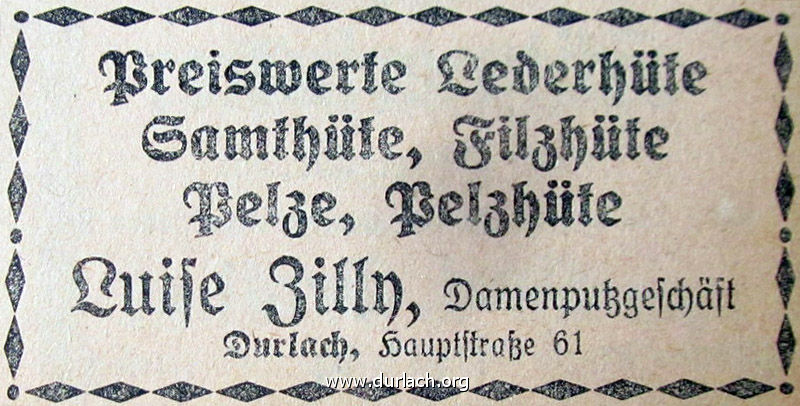 Preiswerte Lederhüte
Samthüte, Filzhüte
Pelze, Pelzhüte
Luise Zilly, Damenputzgeschäft
Durlach, Hauptstraße 61
www.durlach.org